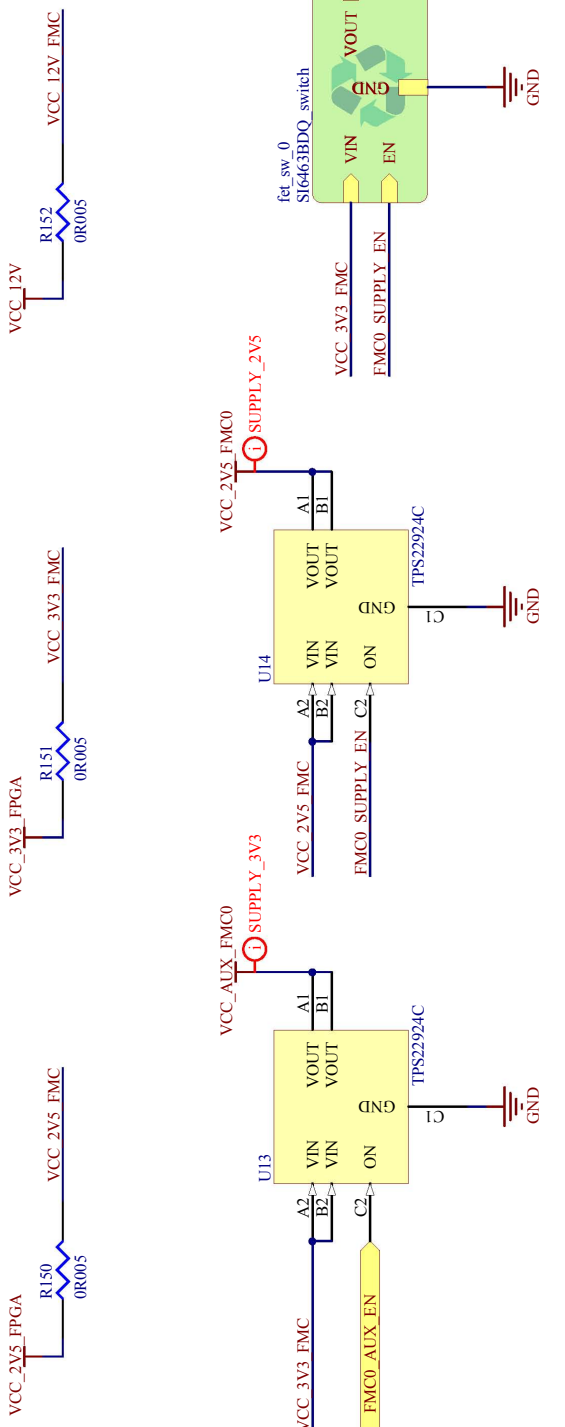 VCC_2V5_FPGA
R150
0R005
VCC_2V5_FMC
VCC_3V3_FPGA
R151
0R005
VCC_3V3_FMC
VCC_12V
R152
0R005
VCC_12V_FMC
VCC_3V3_FMC
FMC0_AUX_EN
U13
A2
B2
C2
VIN
VIN
ON
GND
VOUT
VOUT
A1
B1
C1
TPS22924C
GND
VCC_AUX_FMC0
i
SUPPLY_3V3
VCC_2V5_FMC
FMC0_SUPPLY_EN
U14
A2
B2
C2
VIN
VIN
ON
GND
VOUT
VOUT
A1
B1
C1
TPS22924C
GND
VCC_2V5_FMC0
i
SUPPLY_2V5
VCC_3V3_FMC
FMC0_SUPPLY_EN
fet_sw_0
SI6463BDQ_switch
VIN
EN
GND
VOUT
GND